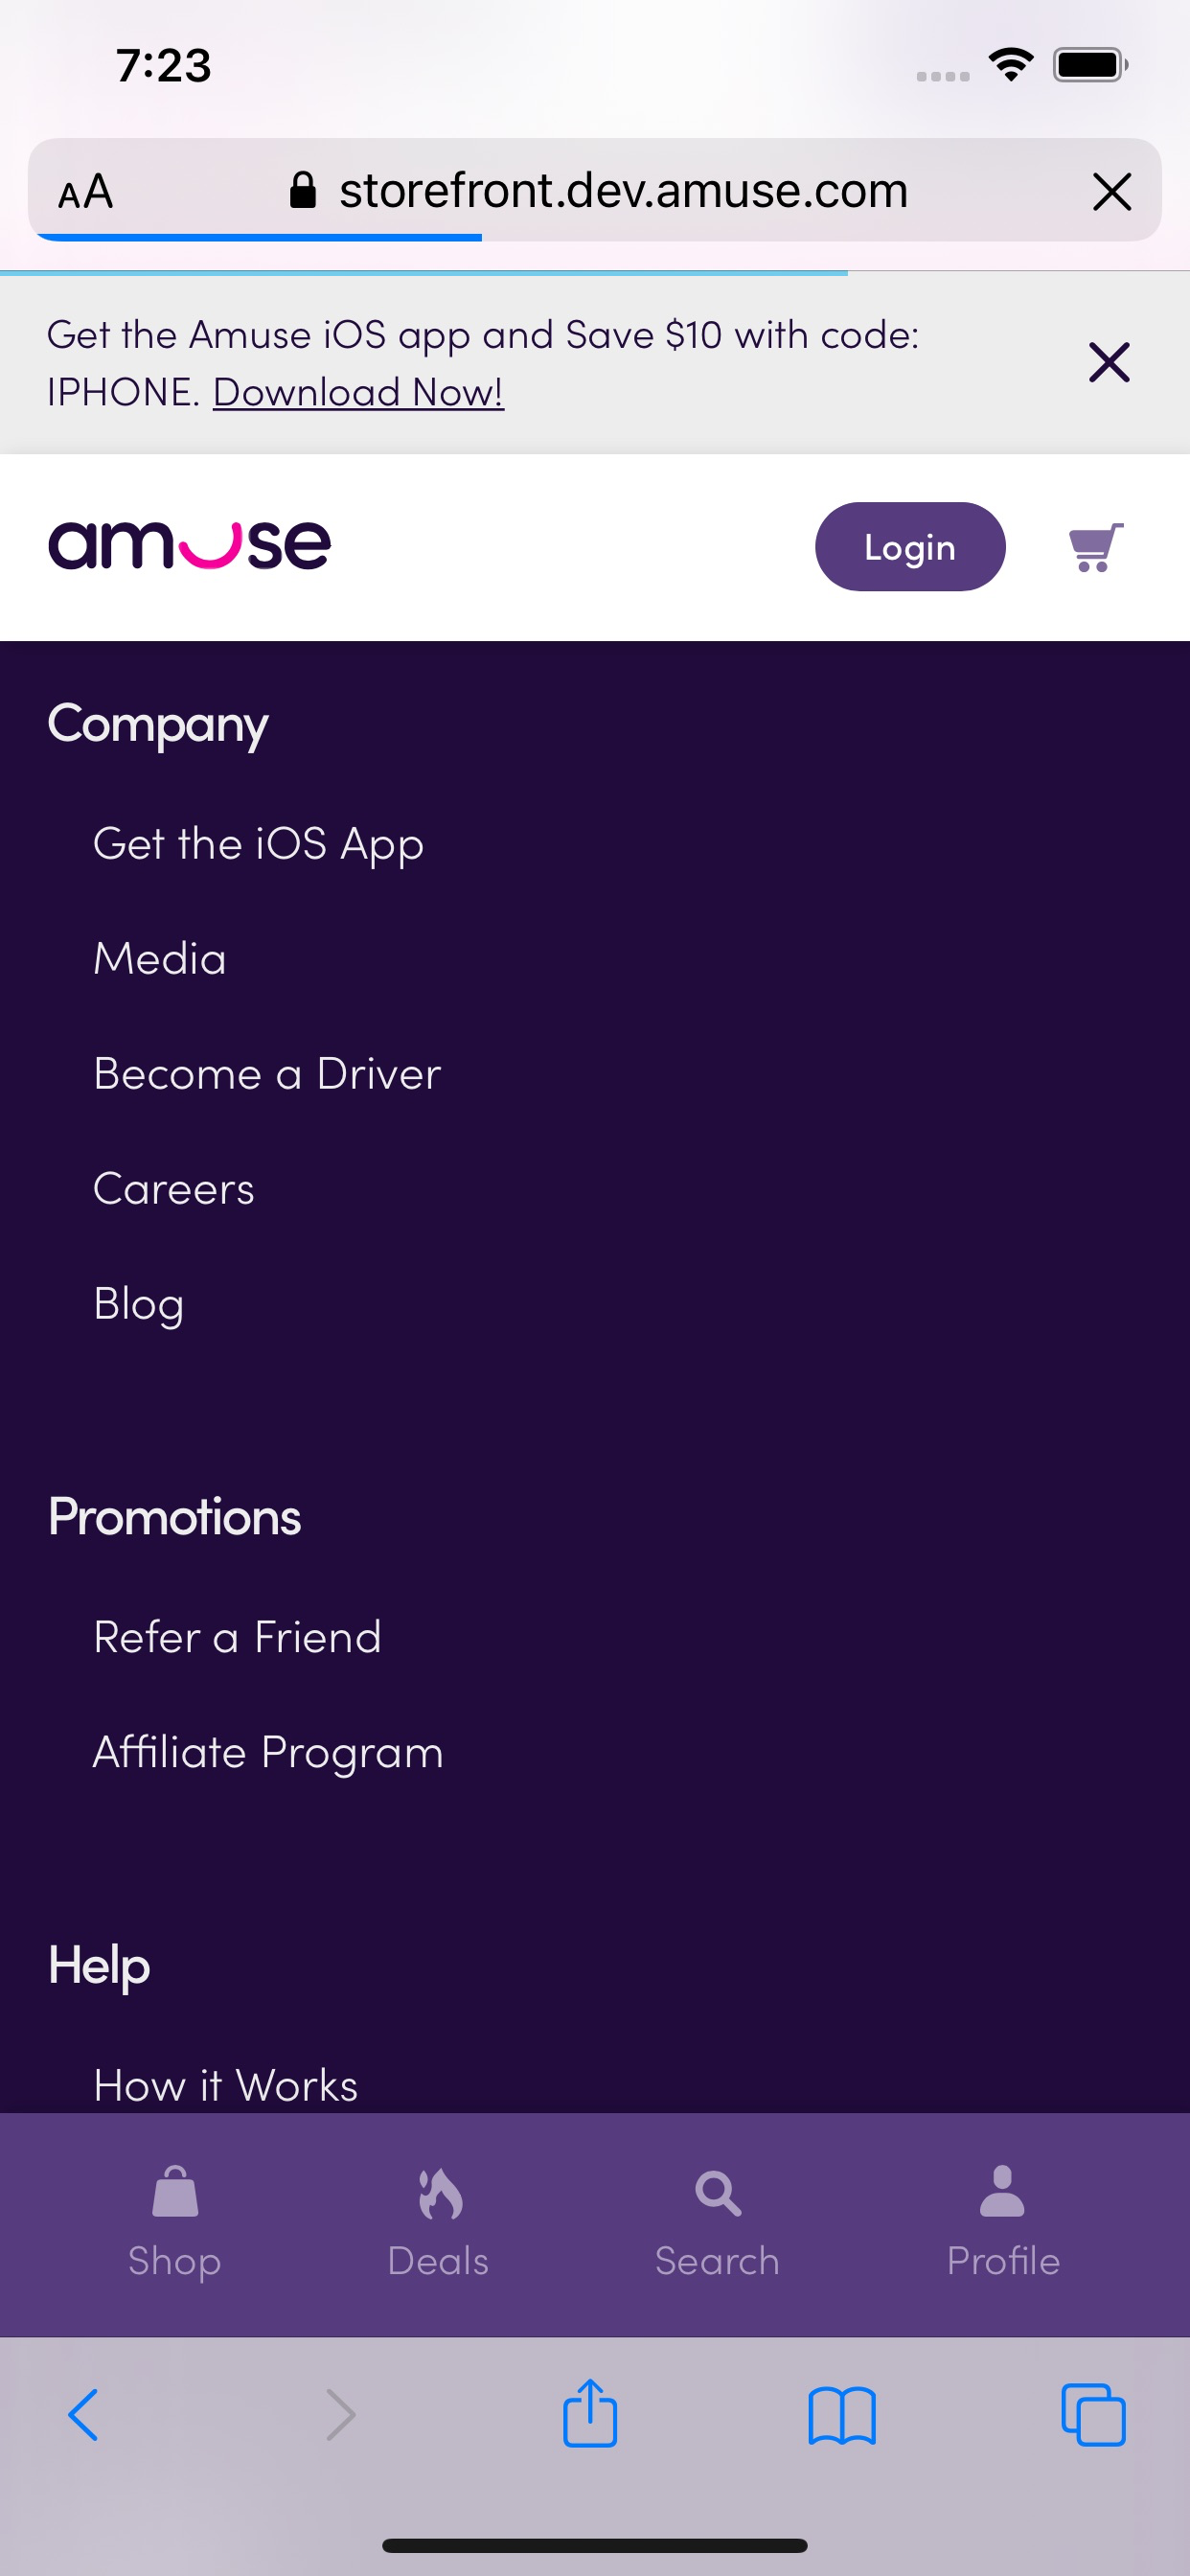 7:23
AA storefront.dev.amuse.com
Get the Amuse iOS app and Save $10 with code:
IPHONE. Download Now!
amuse Login
Company
Get the iOS App
Media
Become a Driver
Careers
Blog
Promotions
Refer a Friend
Affiliate Program
Help
How it Works
Shop Deals Search Profile